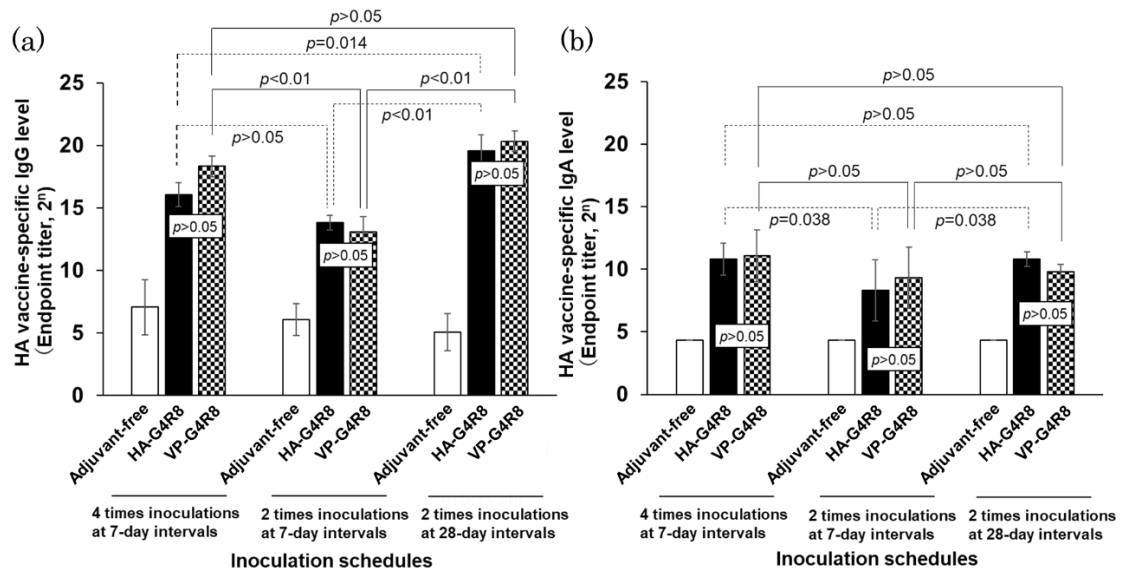 (a)
p>0.05
p=0.014
p<0.01
p<0.01
p>0.05
p<0.01
HA vaccine-specific IgG level
(Endpoint titer, 2ⁿ)
25
20
15
10
5
0
p>0.05
p>0.05
p>0.05
Adjuvant-free
HA-G4R8
VP-G4R8
Adjuvant-free
HA-G4R8
VP-G4R8
Adjuvant-free
HA-G4R8
VP-G4R8
4 times inoculations
at 7-day intervals
2 times inoculations
at 7-day intervals
2 times inoculations
at 28-day intervals
Inoculation schedules
(b)
p>0.05
p>0.05
p>0.05
p>0.05
p=0.038
p=0.038
HA vaccine-specific IgA level
(Endpoint titer, 2ⁿ)
25
20
15
10
5
0
p>0.05
p>0.05
p>0.05
Adjuvant-free
HA-G4R8
VP-G4R8
Adjuvant-free
HA-G4R8
VP-G4R8
Adjuvant-free
HA-G4R8
VP-G4R8
4 times inoculations
at 7-day intervals
2 times inoculations
at 7-day intervals
2 times inoculations
at 28-day intervals
Inoculation schedules